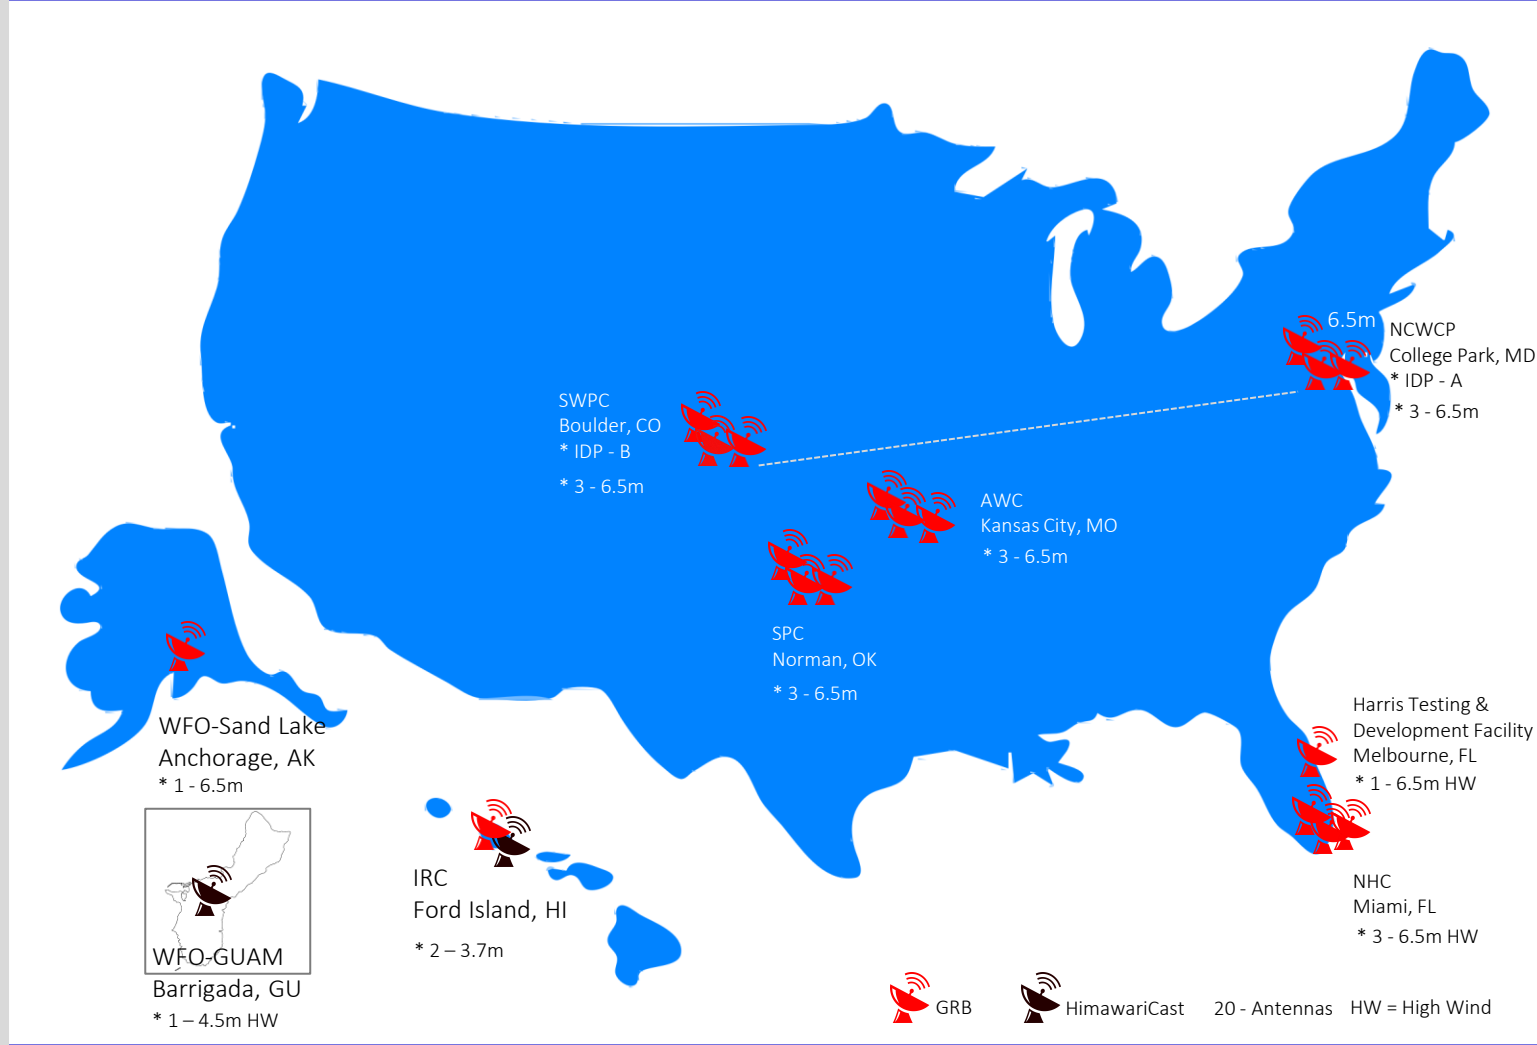 6.5m
NCWCP
College Park, MD
* IDP - A
* 3 - 6.5m
SWPC
Boulder, CO
* IDP - B
* 3 - 6.5m
AWC
Kansas City, MO
* 3 - 6.5m
SPC
Norman, OK
* 3 - 6.5m
WFO-Sand Lake
Anchorage, AK
* 1 - 6.5m
Harris Testing &
Development Facility
Melbourne, FL
* 1 - 6.5m HW
IRC
Ford Island, HI
* 2 – 3.7m
NHC
Miami, FL
* 3 - 6.5m HW
WFO-GUAM
Barrigada, GU
* 1 – 4.5m HW
GRB
HimawariCast
20 - Antennas
HW = High Wind